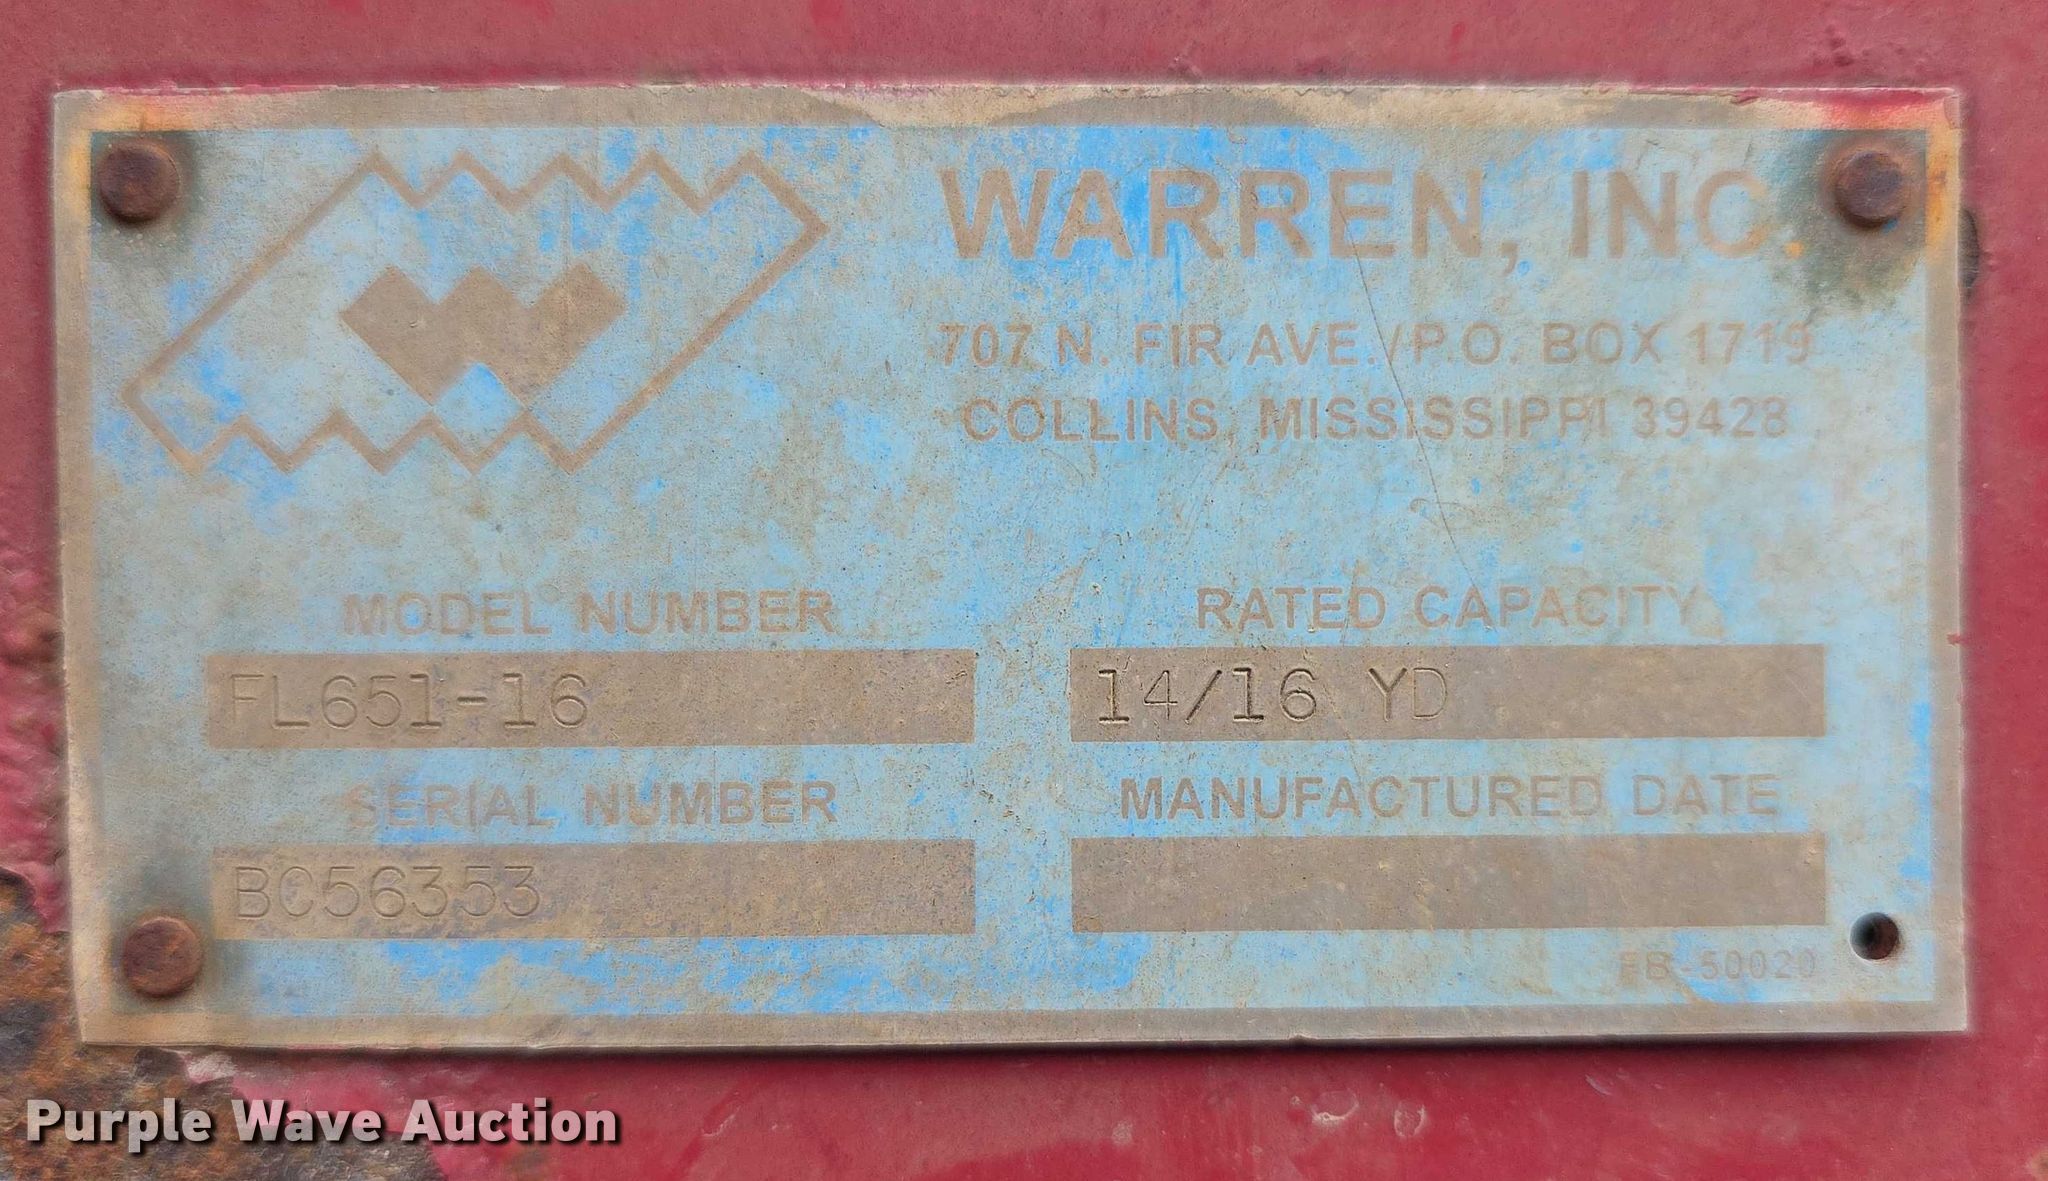 WARREN, INC.
707 N. FIR AVE./P.O. BOX 1719
COLLINS, MISSISSIPPI 39428
MODEL NUMBER
FL651-16
RATED CAPACITY
14/16 YD
SERIAL NUMBER
BC56353
MANUFACTURED DATE
FB-50020
Purple Wave Auction